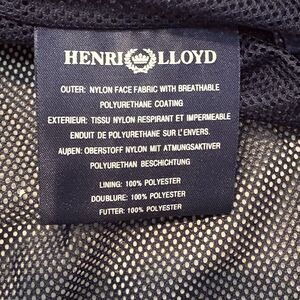 HENRI LLOYD
OUTER: NYLON FACE FABRIC WITH BREATHABLE
POLYURETHANE COATING
EXTERIEUR: TISSU NYLON RESPIRANT ET IMPERMEABLE
ENDUIT DE POLYURETHANE SUR L'ENVERS.
AUßEN: OBERSTOFF NYLON MIT ATMUNGSAKTIVER
POLYURETHAN BESCHICHTUNG
LINING: 100% POLYESTER
DOUBLURE: 100% POLYESTER
FUTTER: 100% POLYESTER